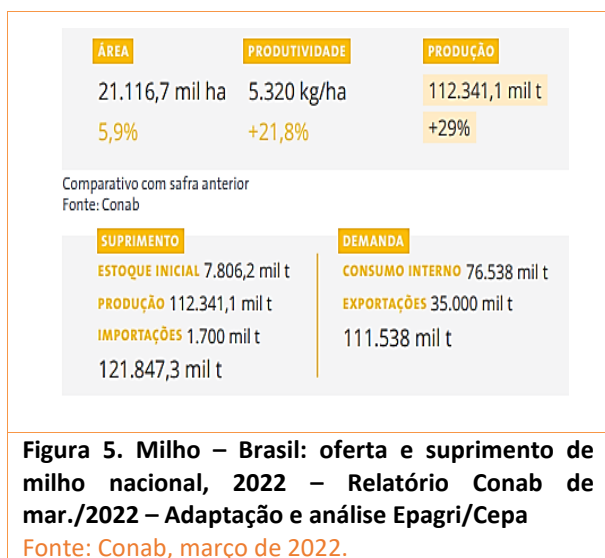 ÁREA
PRODUTIVIDADE
PRODUÇÃO
21.116,7 mil ha
5.320 kg/ha
112.341,1 mil t
5,9%
+21,8%
+29%
Comparativo com safra anterior
Fonte: Conab
SUPRIMENTO
ESTOQUE INICIAL 7.806,2 mil t
PRODUÇÃO 112.341,1 mil t
IMPORTAÇÕES 1.700 mil t
121.847,3 mil t
DEMANDA
CONSUMO INTERNO 76.538 mil t
EXPORTAÇÕES 35.000 mil t
111.538 mil t
Figura 5. Milho – Brasil: oferta e suprimento de
milho nacional, 2022 – Relatório Conab de
mar./2022 – Adaptação e análise Epagri/Cepa
Fonte: Conab, março de 2022.